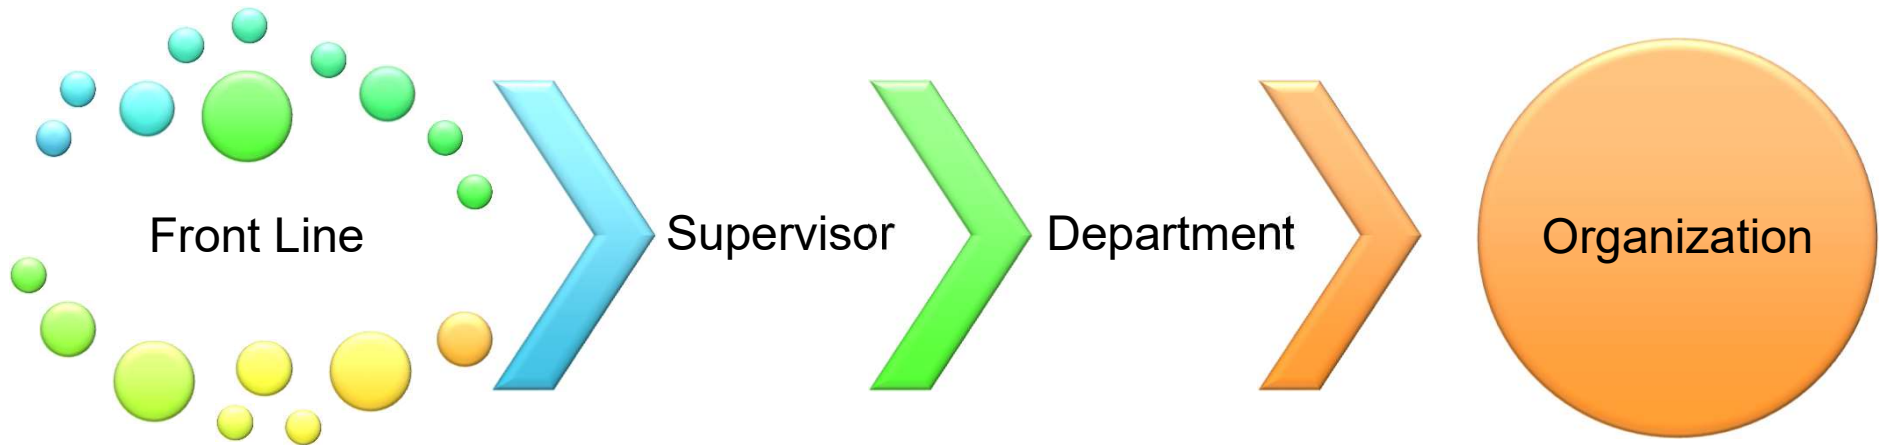 Front Line
Supervisor
Department
Organization